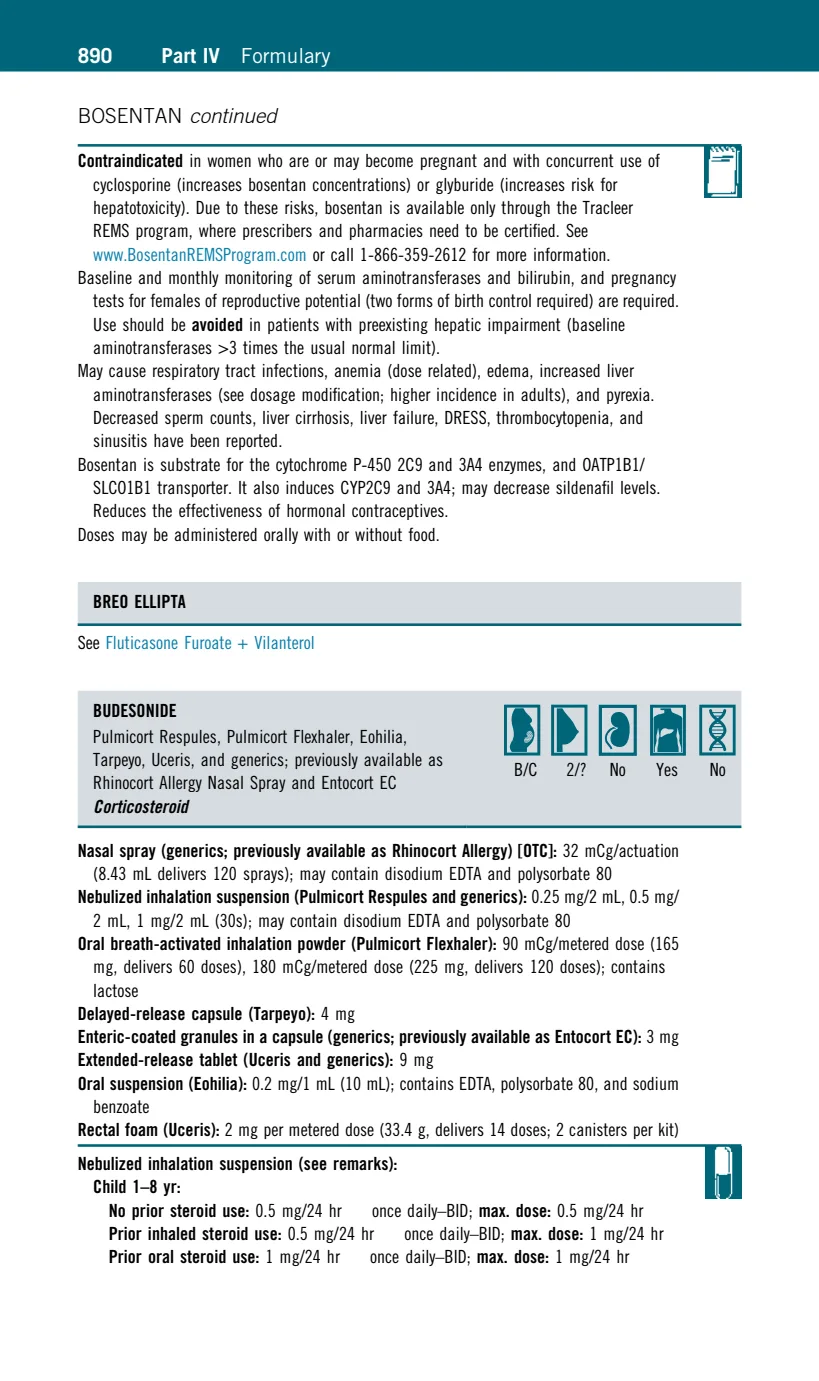 890 Part IV Formulary
BOSENTAN continued
Contraindicated in women who are or may become pregnant and with concurrent use of
cyclosporine (increases bosentan concentrations) or glyburide (increases risk for
hepatotoxicity). Due to these risks, bosentan is available only through the Tracleer
REMS program, where prescribers and pharmacies need to be certified. See
www.BosentanREMSProgram.com or call 1-866-359-2612 for more information.
Baseline and monthly monitoring of serum aminotransferases and bilirubin, and pregnancy
tests for females of reproductive potential (two forms of birth control required) are required.
Use should be avoided in patients with preexisting hepatic impairment (baseline
aminotransferases >3 times the usual normal limit).
May cause respiratory tract infections, anemia (dose related), edema, increased liver
aminotransferases (see dosage modification; higher incidence in adults), and pyrexia.
Decreased sperm counts, liver cirrhosis, liver failure, DRESS, thrombocytopenia, and
sinusitis have been reported.
Bosentan is substrate for the cytochrome P-450 2C9 and 3A4 enzymes, and OATP1B1/
SLCO1B1 transporter. It also induces CYP2C9 and 3A4; may decrease sildenafil levels.
Reduces the effectiveness of hormonal contraceptives.
Doses may be administered orally with or without food.
BREO ELLIPTA
See Fluticasone Furoate + Vilanterol
BUDESONIDE
Pulmicort Respules, Pulmicort Flexhaler, Eohilia,
Tarpeyo, Uceris, and generics; previously available as
Rhinocort Allergy Nasal Spray and Entocort EC
Corticosteroid
B/C 2/? No Yes No
Nasal spray (generics; previously available as Rhinocort Allergy) [OTC]: 32 mCg/actuation
(8.43 mL delivers 120 sprays); may contain disodium EDTA and polysorbate 80
Nebulized inhalation suspension (Pulmicort Respules and generics): 0.25 mg/2 mL, 0.5 mg/
2 mL, 1 mg/2 mL (30s); may contain disodium EDTA and polysorbate 80
Oral breath-activated inhalation powder (Pulmicort Flexhaler): 90 mCg/metered dose (165
mg, delivers 60 doses), 180 mCg/metered dose (225 mg, delivers 120 doses); contains
lactose
Delayed-release capsule (Tarpeyo): 4 mg
Enteric-coated granules in a capsule (generics; previously available as Entocort EC): 3 mg
Extended-release tablet (Uceris and generics): 9 mg
Oral suspension (Eohilia): 0.2 mg/1 mL (10 mL); contains EDTA, polysorbate 80, and sodium
benzoate
Rectal foam (Uceris): 2 mg per metered dose (33.4 g, delivers 14 doses; 2 canisters per kit)
Nebulized inhalation suspension (see remarks):
Child 1–8 yr:
No prior steroid use: 0.5 mg/24 hr once daily–BID; max. dose: 0.5 mg/24 hr
Prior inhaled steroid use: 0.5 mg/24 hr once daily–BID; max. dose: 1 mg/24 hr
Prior oral steroid use: 1 mg/24 hr once daily–BID; max. dose: 1 mg/24 hr